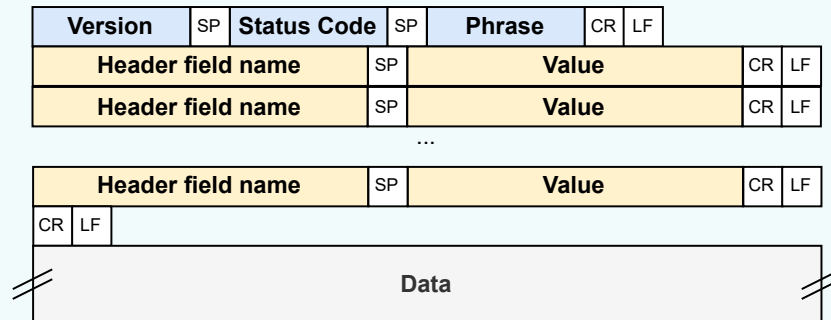 Version SP Status Code SP Phrase CR LF
Header field name SP Value CR LF
Header field name SP Value CR LF
...
Header field name SP Value CR LF
CR LF
Data